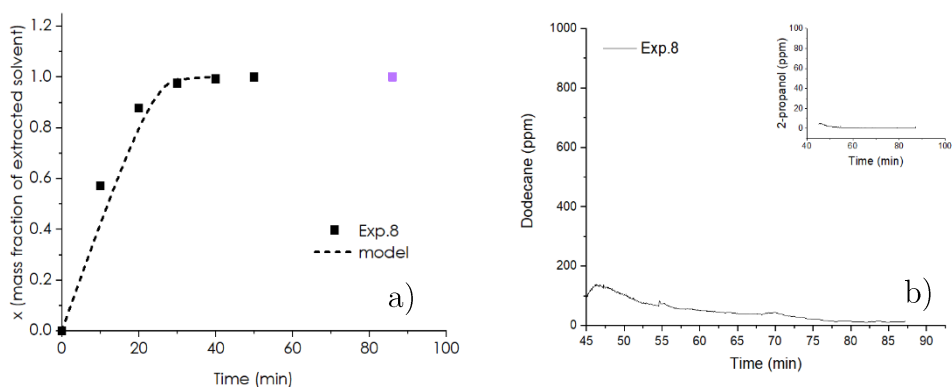 x (mass fraction of extracted solvent)
1.2
1.0
0.8
0.6
0.4
0.2
0.0
0 20 40 60 80 100
Time (min)
Exp.8
model
a)
Dodecane (ppm)
1000
800
600
400
200
0
45 50 55 60 65 70 75 80 85 90
Time (min)
Exp.8
b)
2-propanol (ppm)
100
80
60
40
20
0
40 60 80 100
Time (min)